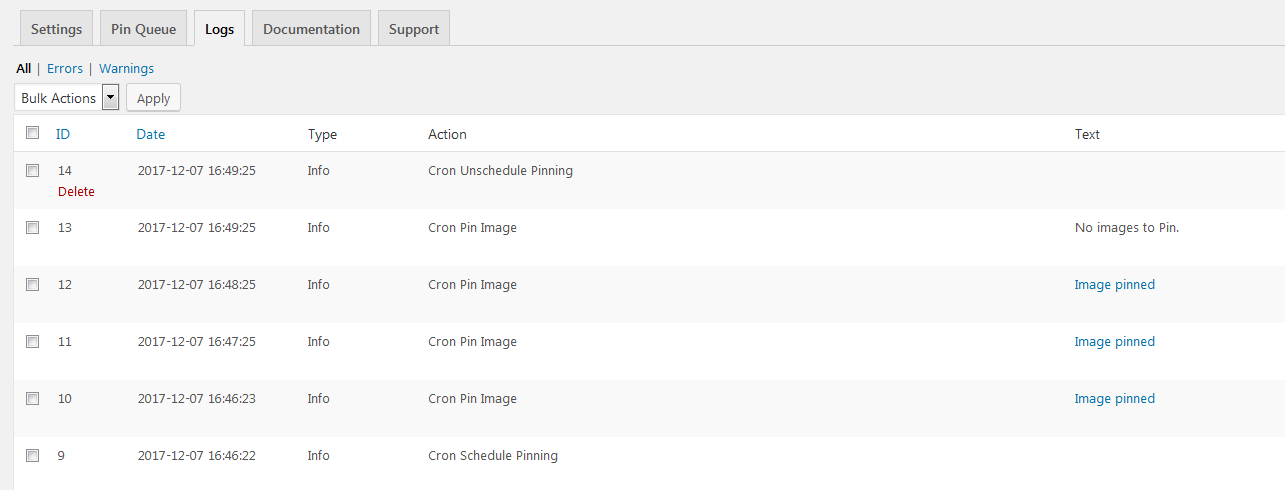 Settings Pin Queue Logs Documentation Support
All | Errors | Warnings
Bulk Actions Apply
ID Date Type Action Text
14 2017-12-07 16:49:25 Info Cron Unschedule Pinning
Delete
13 2017-12-07 16:49:25 Info Cron Pin Image No images to Pin.
12 2017-12-07 16:48:25 Info Cron Pin Image Image pinned
11 2017-12-07 16:47:25 Info Cron Pin Image Image pinned
10 2017-12-07 16:46:23 Info Cron Pin Image Image pinned
9 2017-12-07 16:46:22 Info Cron Schedule Pinning